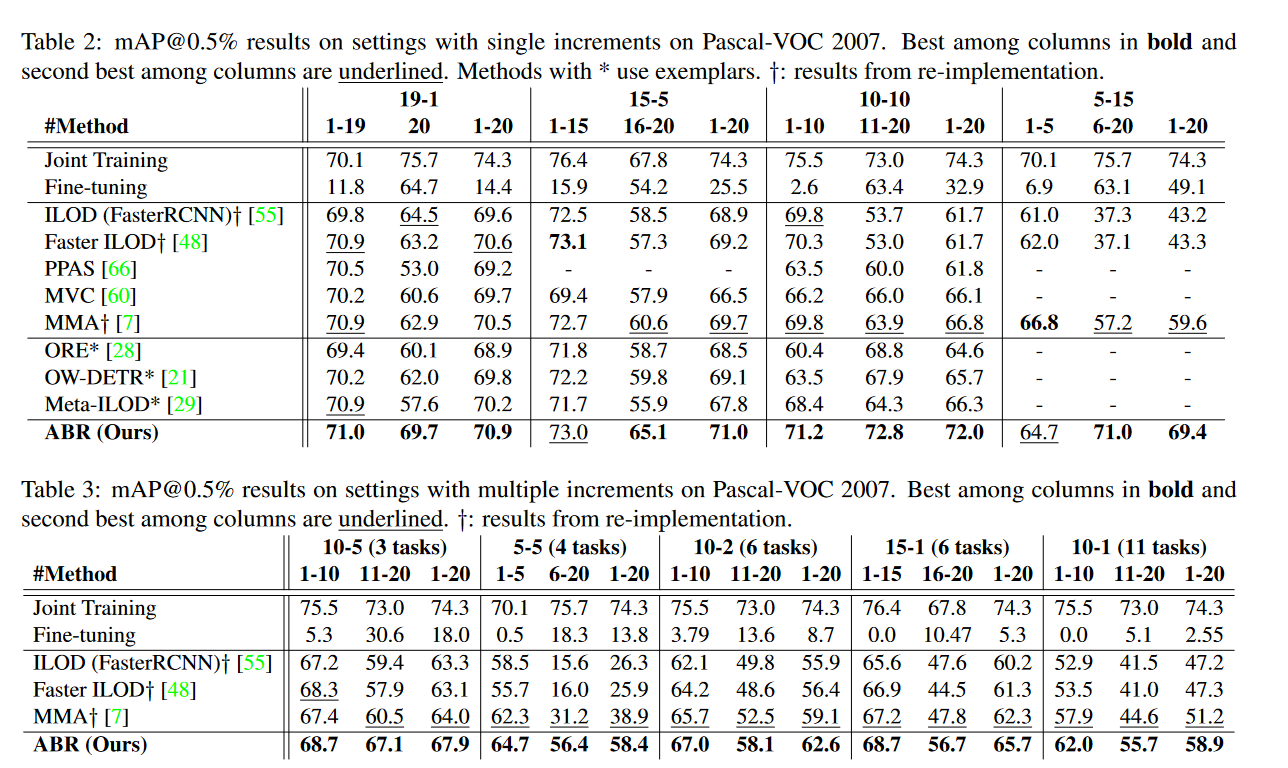 Table 2: mAP@0.5% results on settings with single increments on Pascal-VOC 2007. Best among columns in bold and
second best among columns are underlined. Methods with * use exemplars. †: results from re-implementation.
19-1 15-5 10-10 5-15
#Method 1-19 20 1-20 1-15 16-20 1-20 1-10 11-20 1-20 1-5 6-20 1-20
Joint Training 70.1 75.7 74.3 76.4 67.8 74.3 75.5 73.0 74.3 70.1 75.7 74.3
Fine-tuning 11.8 64.7 14.4 15.9 54.2 25.5 2.6 63.4 32.9 6.9 63.1 49.1
ILOD (FasterRCNN)† [55] 69.8 64.5 69.6 72.5 58.5 68.9 69.8 53.7 61.7 61.0 37.3 43.2
Faster ILOD† [48] 70.9 63.2 70.6 73.1 57.3 69.2 70.3 53.0 61.7 62.0 37.1 43.3
PPAS [66] 70.5 53.0 69.2 - - - 63.5 60.0 61.8 - - -
MVC [60] 70.2 60.6 69.7 69.4 57.9 66.5 66.2 66.0 66.1 - - -
MMA† [7] 70.9 62.9 70.5 72.7 60.6 69.7 69.8 63.9 66.8 66.8 57.2 59.6
ORE* [28] 69.4 60.1 68.9 71.8 58.7 68.5 60.4 68.8 64.6 - - -
OW-DETR* [21] 70.2 62.0 69.8 72.2 59.8 69.1 63.5 67.9 65.7 - - -
Meta-ILOD* [29] 70.9 57.6 70.2 71.7 55.9 67.8 68.4 64.3 66.3 - - -
ABR (Ours) 71.0 69.7 70.9 73.0 65.1 71.0 71.2 72.8 72.0 64.7 71.0 69.4
Table 3: mAP@0.5% results on settings with multiple increments on Pascal-VOC 2007. Best among columns in bold and
second best among columns are underlined. †: results from re-implementation.
10-5 (3 tasks) 5-5 (4 tasks) 10-2 (6 tasks) 15-1 (6 tasks) 10-1 (11 tasks)
#Method 1-10 11-20 1-20 1-5 6-20 1-20 1-10 11-20 1-20 1-15 16-20 1-20 1-10 11-20 1-20
Joint Training 75.5 73.0 74.3 70.1 75.7 74.3 75.5 73.0 74.3 76.4 67.8 74.3 75.5 73.0 74.3
Fine-tuning 5.3 30.6 18.0 0.5 18.3 13.8 3.79 13.6 8.7 0.0 10.47 5.3 0.0 5.1 2.55
ILOD (FasterRCNN)† [55] 67.2 59.4 63.3 58.5 15.6 26.3 62.1 49.8 55.9 65.6 47.6 60.2 52.9 41.5 47.2
Faster ILOD† [48] 68.3 57.9 63.1 55.7 16.0 25.9 64.2 48.6 56.4 66.9 44.5 61.3 53.5 41.0 47.3
MMA† [7] 67.4 60.5 64.0 62.3 31.2 38.9 65.7 52.5 59.1 67.2 47.8 62.3 57.9 44.6 51.2
ABR (Ours) 68.7 67.1 67.9 64.7 56.4 58.4 67.0 58.1 62.6 68.7 56.7 65.7 62.0 55.7 58.9